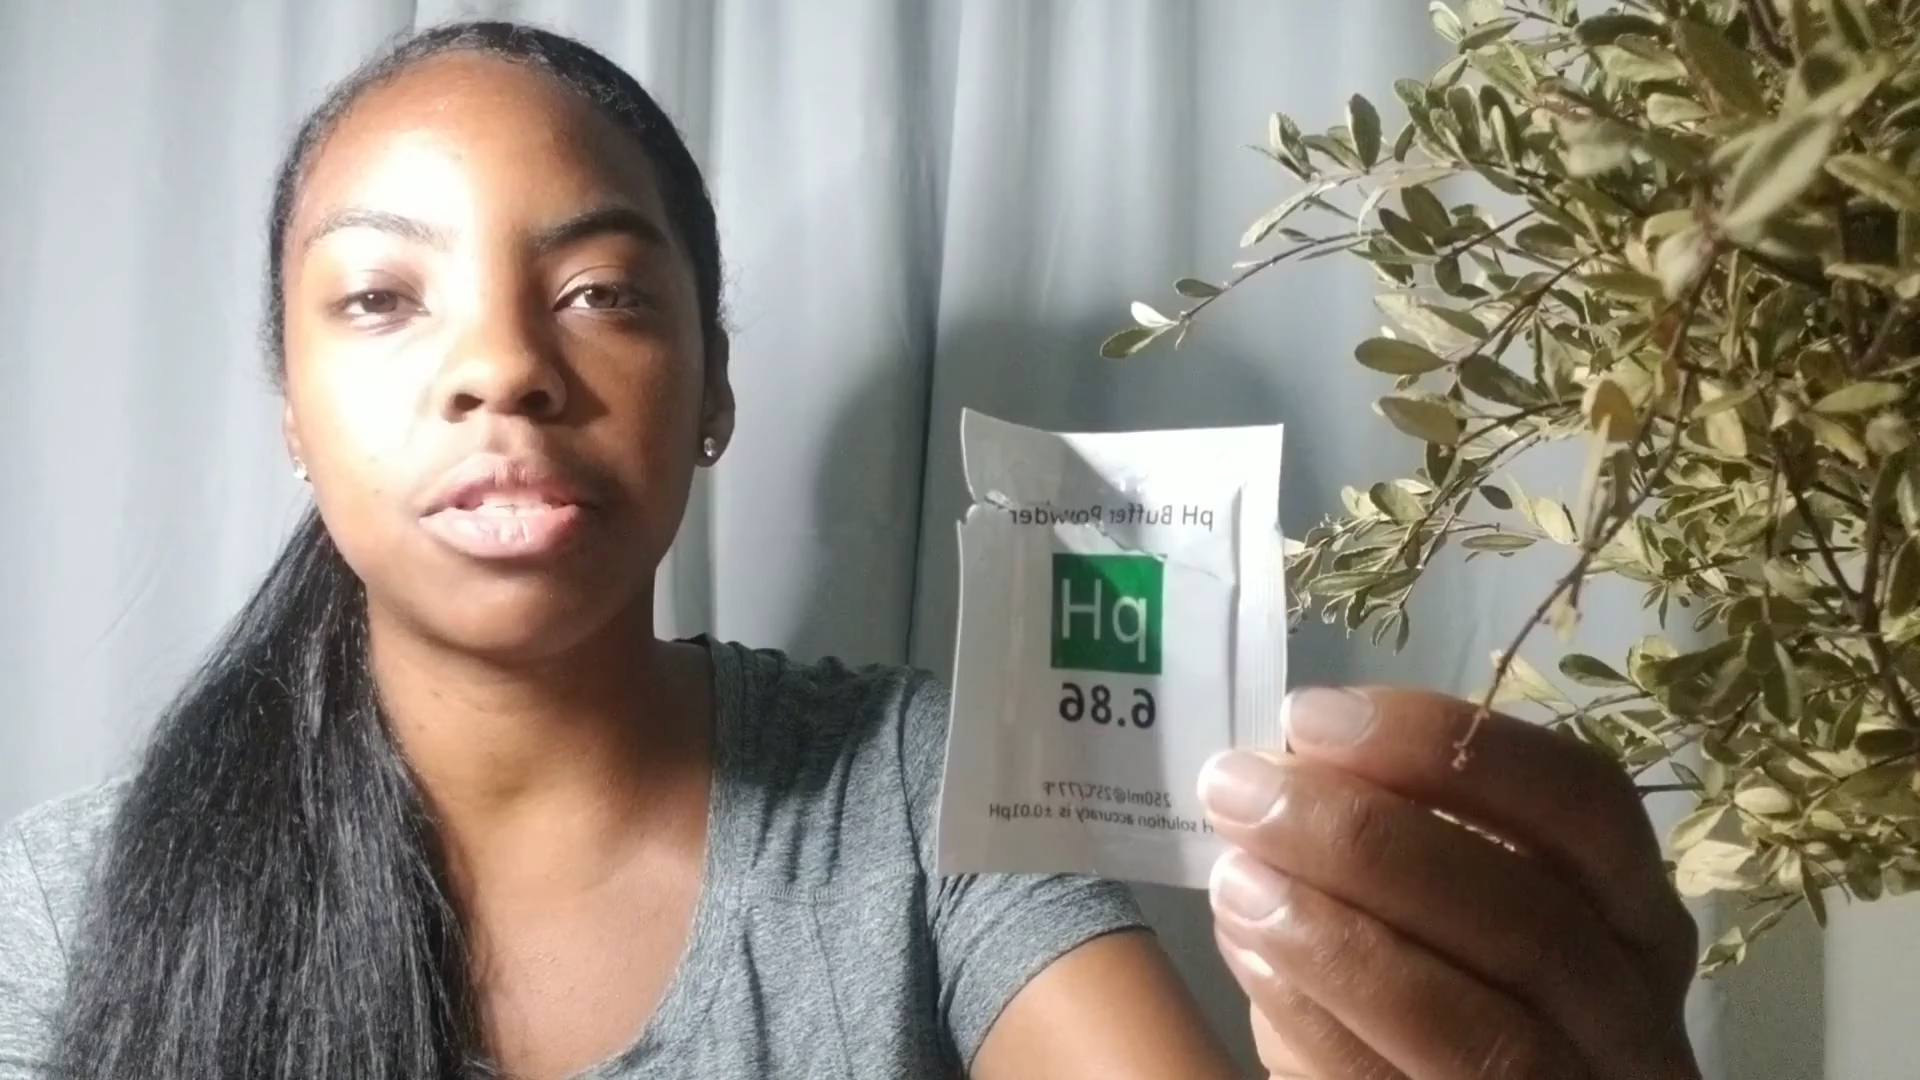 pH Buffer Powder
pH
6.86
250ml@25℃/77℉
H solution accuracy is ± 0.01pH